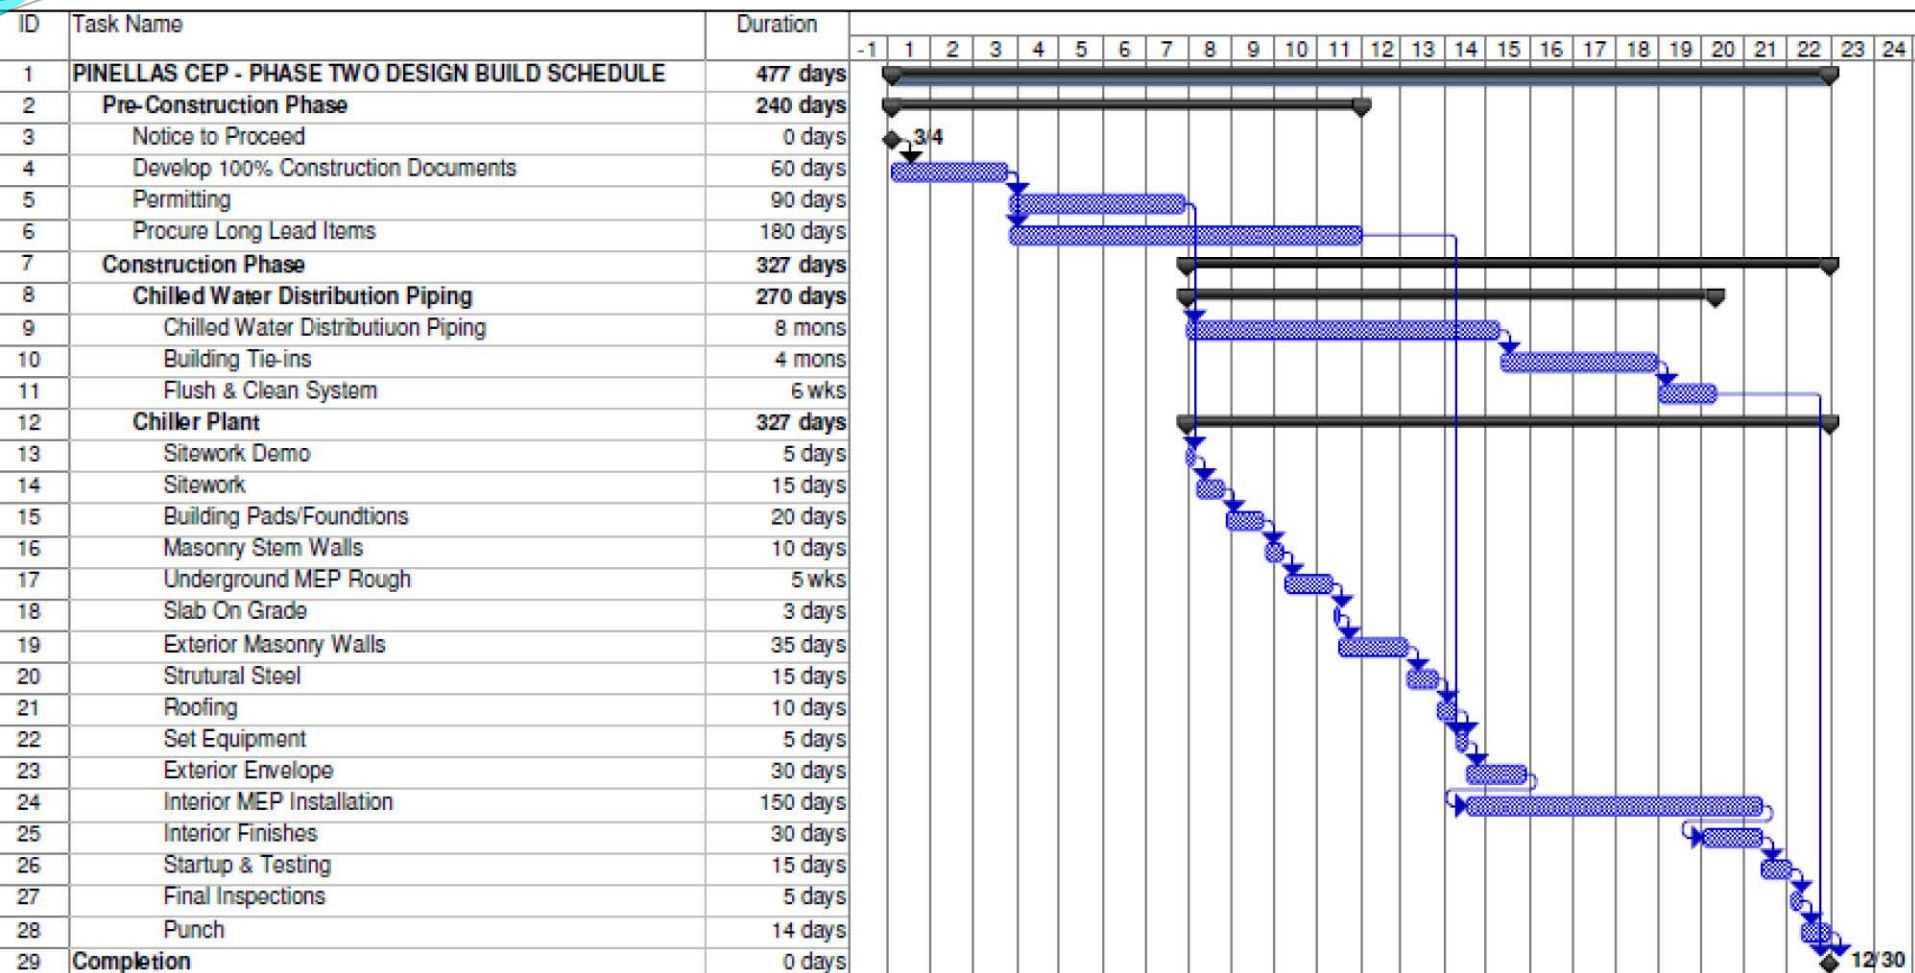 ID Task Name Duration
-1 1 2 3 4 5 6 7 8 9 10 11 12 13 14 15 16 17 18 19 20 21 22 23 24
1 PINELLAS CEP - PHASE TWO DESIGN BUILD SCHEDULE 477 days
2 Pre-Construction Phase 240 days
3 Notice to Proceed 0 days 3/4
4 Develop 100% Construction Documents 60 days
5 Permitting 90 days
6 Procure Long Lead Items 180 days
7 Construction Phase 327 days
8 Chilled Water Distribution Piping 270 days
9 Chilled Water Distributiuon Piping 8 mons
10 Building Tie-ins 4 mons
11 Flush & Clean System 6 wks
12 Chiller Plant 327 days
13 Sitework Demo 5 days
14 Sitework 15 days
15 Building Pads/Foundtions 20 days
16 Masonry Stem Walls 10 days
17 Underground MEP Rough 5 wks
18 Slab On Grade 3 days
19 Exterior Masonry Walls 35 days
20 Strutural Steel 15 days
21 Roofing 10 days
22 Set Equipment 5 days
23 Exterior Envelope 30 days
24 Interior MEP Installation 150 days
25 Interior Finishes 30 days
26 Startup & Testing 15 days
27 Final Inspections 5 days
28 Punch 14 days
29 Completion 0 days 12/30